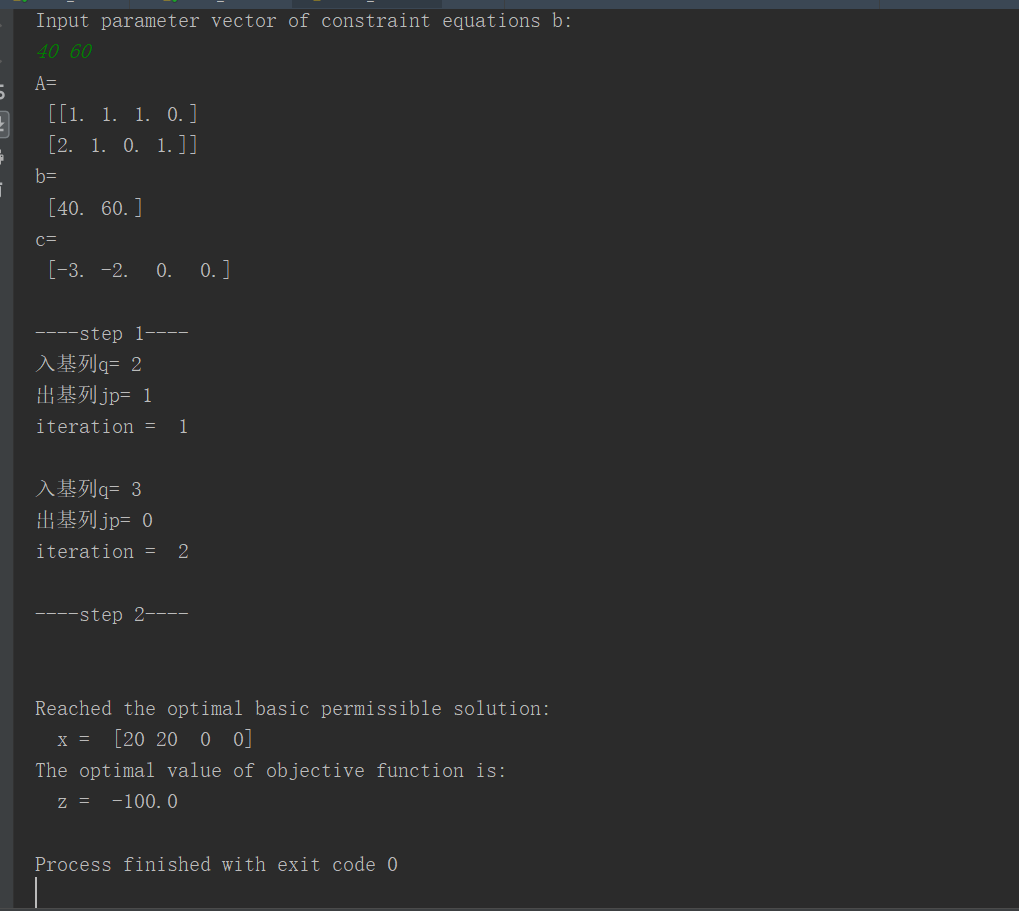 Input parameter vector of constraint equations b:
40 60
A=
[[1. 1. 1. 0.]
[2. 1. 0. 1.]]
b=
[40. 60.]
c=
[-3. -2. 0. 0.]
----step 1----
入基列q= 2
出基列jp= 1
iteration = 1
入基列q= 3
出基列jp= 0
iteration = 2
----step 2----
Reached the optimal basic permissible solution:
x = [20 20 0 0]
The optimal value of objective function is:
z = -100.0
Process finished with exit code 0